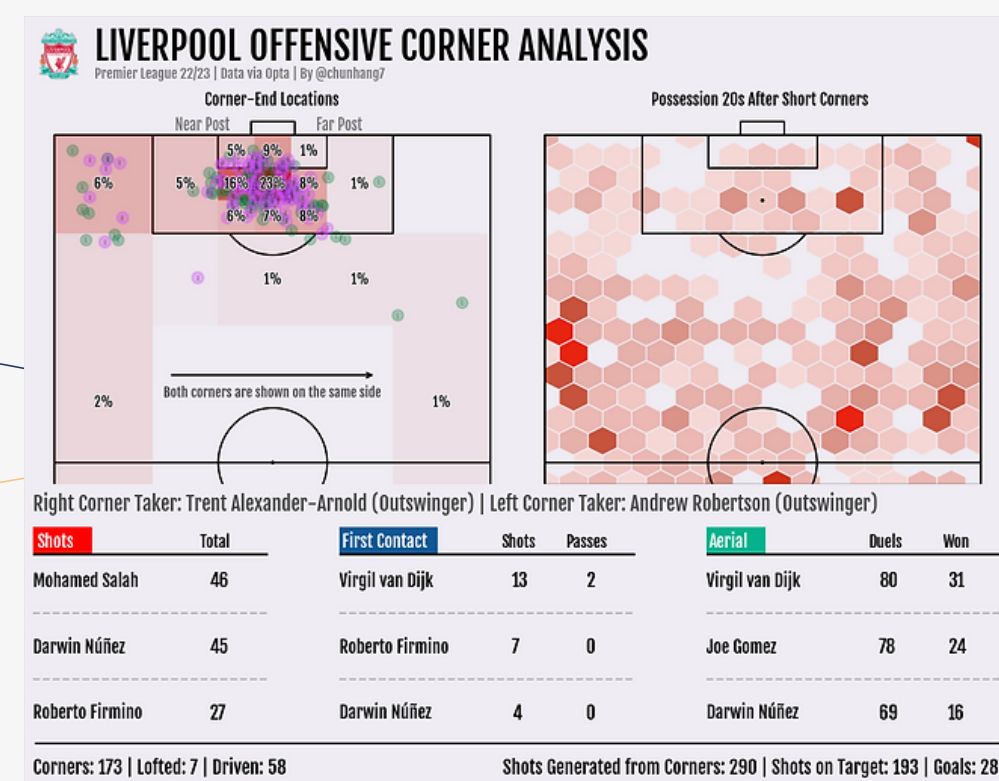 LIVERPOOL OFFENSIVE CORNER ANALYSIS
Premier League 22/23 | Data via Opta | By @chunhang7
Corner-End Locations
Near Post Far Post
5% 9% 1%
6% 5% 16% 23% 8% 1%
6% 7% 8%
1% 1%
Both corners are shown on the same side
2% 1%
Possession 20s After Short Corners
Right Corner Taker: Trent Alexander-Arnold (Outswinger) | Left Corner Taker: Andrew Robertson (Outswinger)
Shots Total
Mohamed Salah 46
Darwin Núñez 45
Roberto Firmino 27
First Contact Shots Passes
Virgil van Dijk 13 2
Roberto Firmino 7 0
Darwin Núñez 4 0
Aerial Duels Won
Virgil van Dijk 80 31
Joe Gomez 78 24
Darwin Núñez 69 16
Corners: 173 | Lofted: 7 | Driven: 58
Shots Generated from Corners: 290 | Shots on Target: 193 | Goals: 28